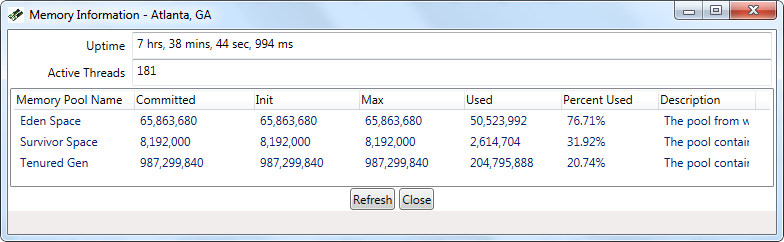 Memory Information - Atlanta, GA
Uptime 7 hrs, 38 mins, 44 sec, 994 ms
Active Threads 181
Memory Pool Name Committed Init Max Used Percent Used Description
Eden Space 65,863,680 65,863,680 65,863,680 50,523,992 76.71% The pool from w
Survivor Space 8,192,000 8,192,000 8,192,000 2,614,704 31.92% The pool contain
Tenured Gen 987,299,840 987,299,840 987,299,840 204,795,888 20.74% The pool contain
Refresh Close